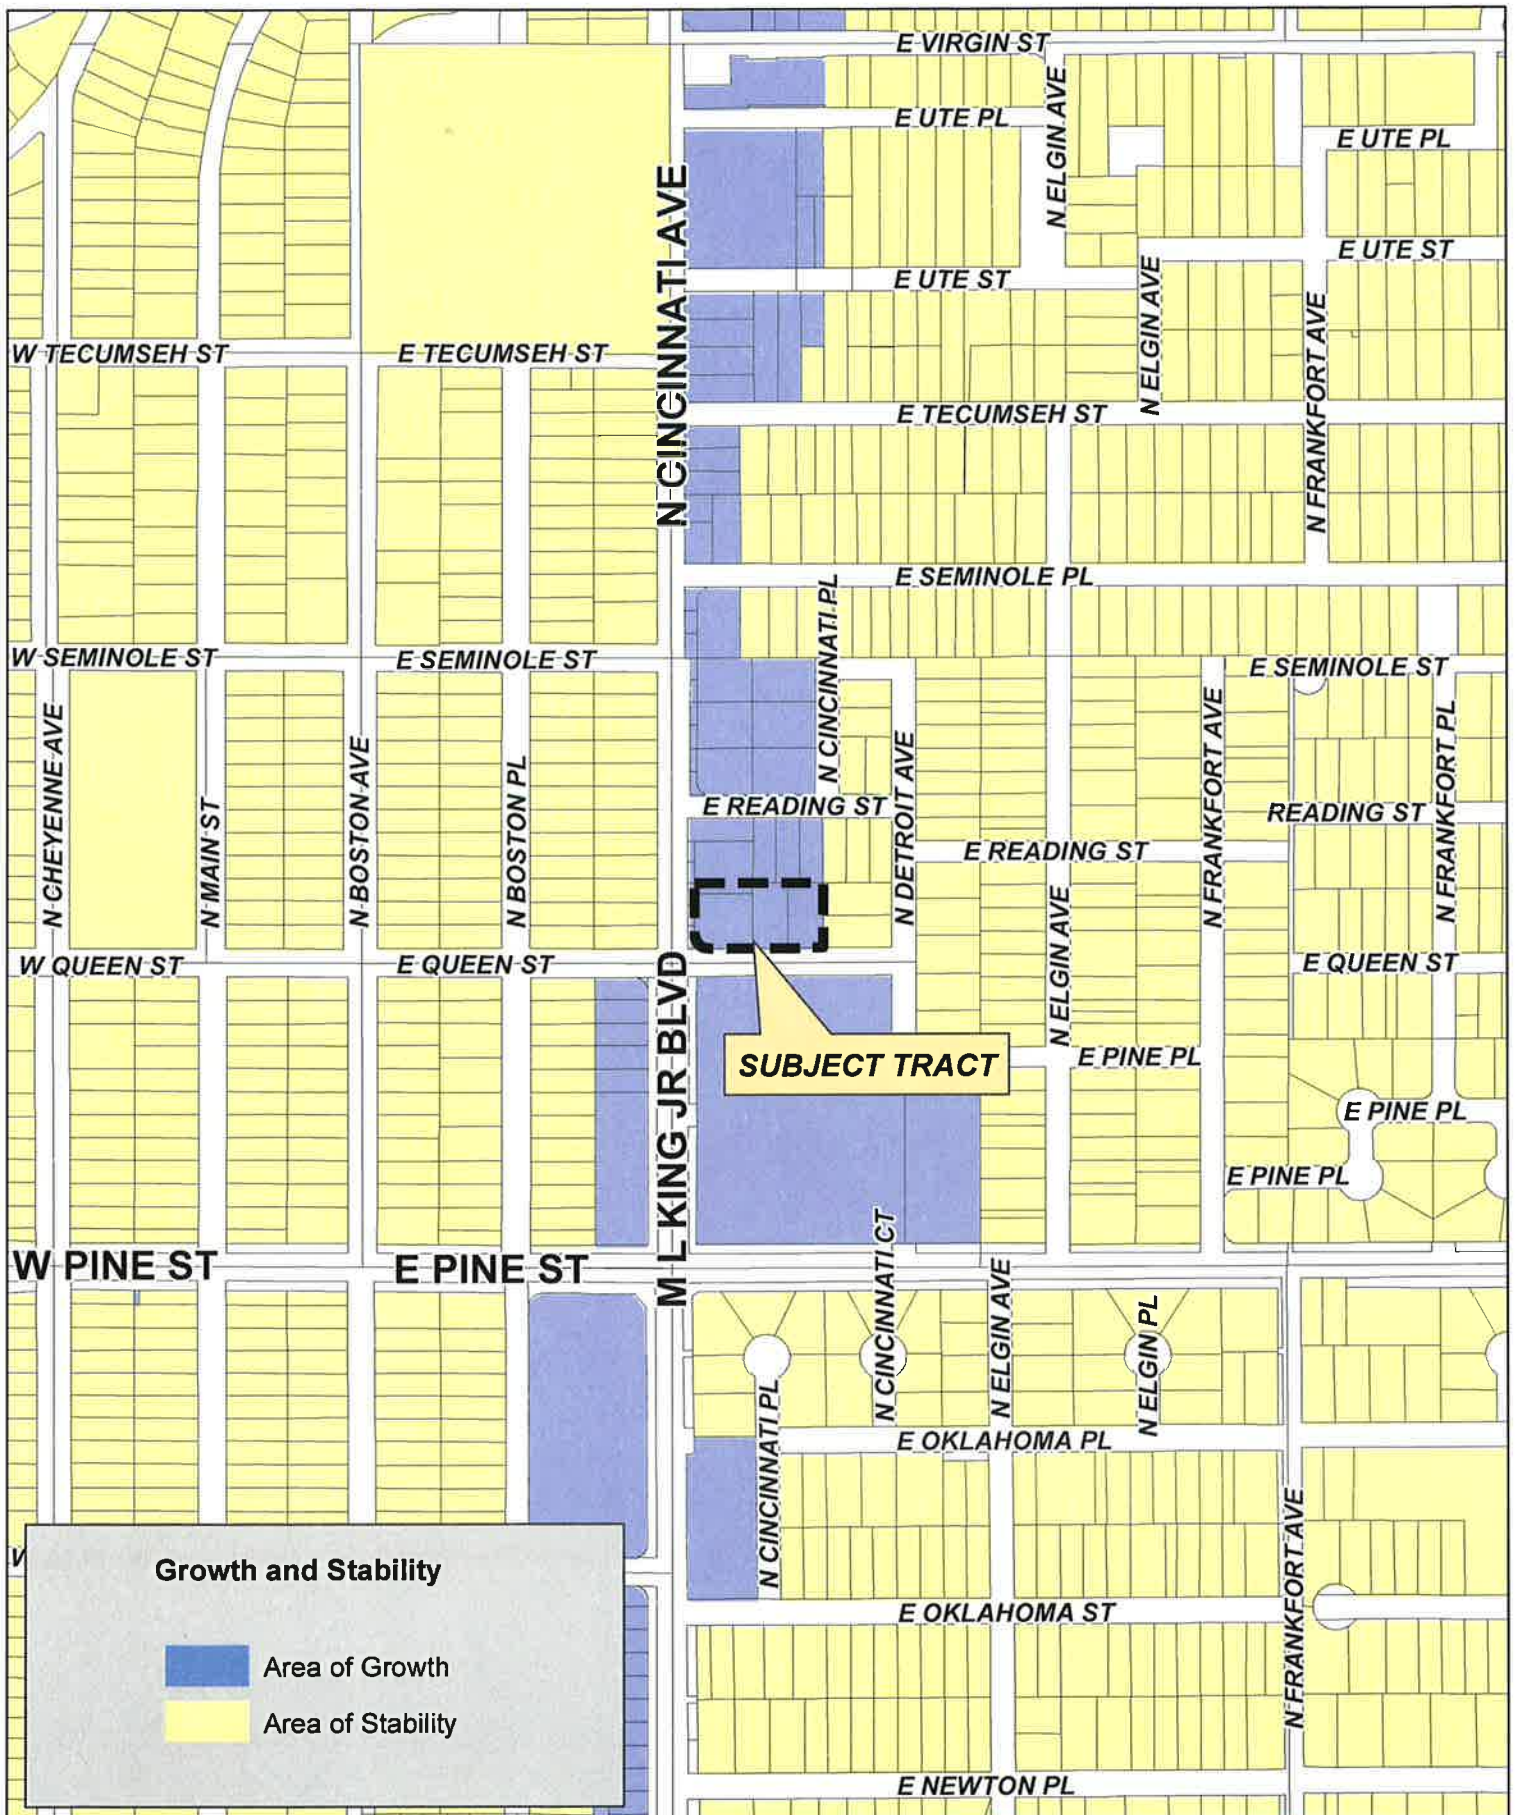 E VIRGIN ST
E UTE PL
N ELGIN AVE
E UTE PL
N CINCINNATI AVE
E UTE ST
E UTE ST
N ELGIN AVE
N FRANKFORT AVE
W TECUMSEH ST
E TECUMSEH ST
E TECUMSEH ST
E SEMINOLE PL
N CINCINNATI PL
W SEMINOLE ST
E SEMINOLE ST
E SEMINOLE ST
N CHEYENNE AVE
N MAIN ST
N BOSTON AVE
N BOSTON PL
E READING ST
N DETROIT AVE
N FRANKFORT AVE
READING ST
N FRANKFORT PL
E READING ST
N ELGIN AVE
W QUEEN ST
E QUEEN ST
E QUEEN ST
M L KING JR BLVD
SUBJECT TRACT
E PINE PL
E PINE PL
E PINE PL
W PINE ST
E PINE ST
N CINCINNATI CT
N ELGIN AVE
N ELGIN PL
N CINCINNATI PL
E OKLAHOMA PL
N FRANKFORT AVE
W
E OKLAHOMA ST
E NEWTON PL
Growth and Stability
Area of Growth
Area of Stability